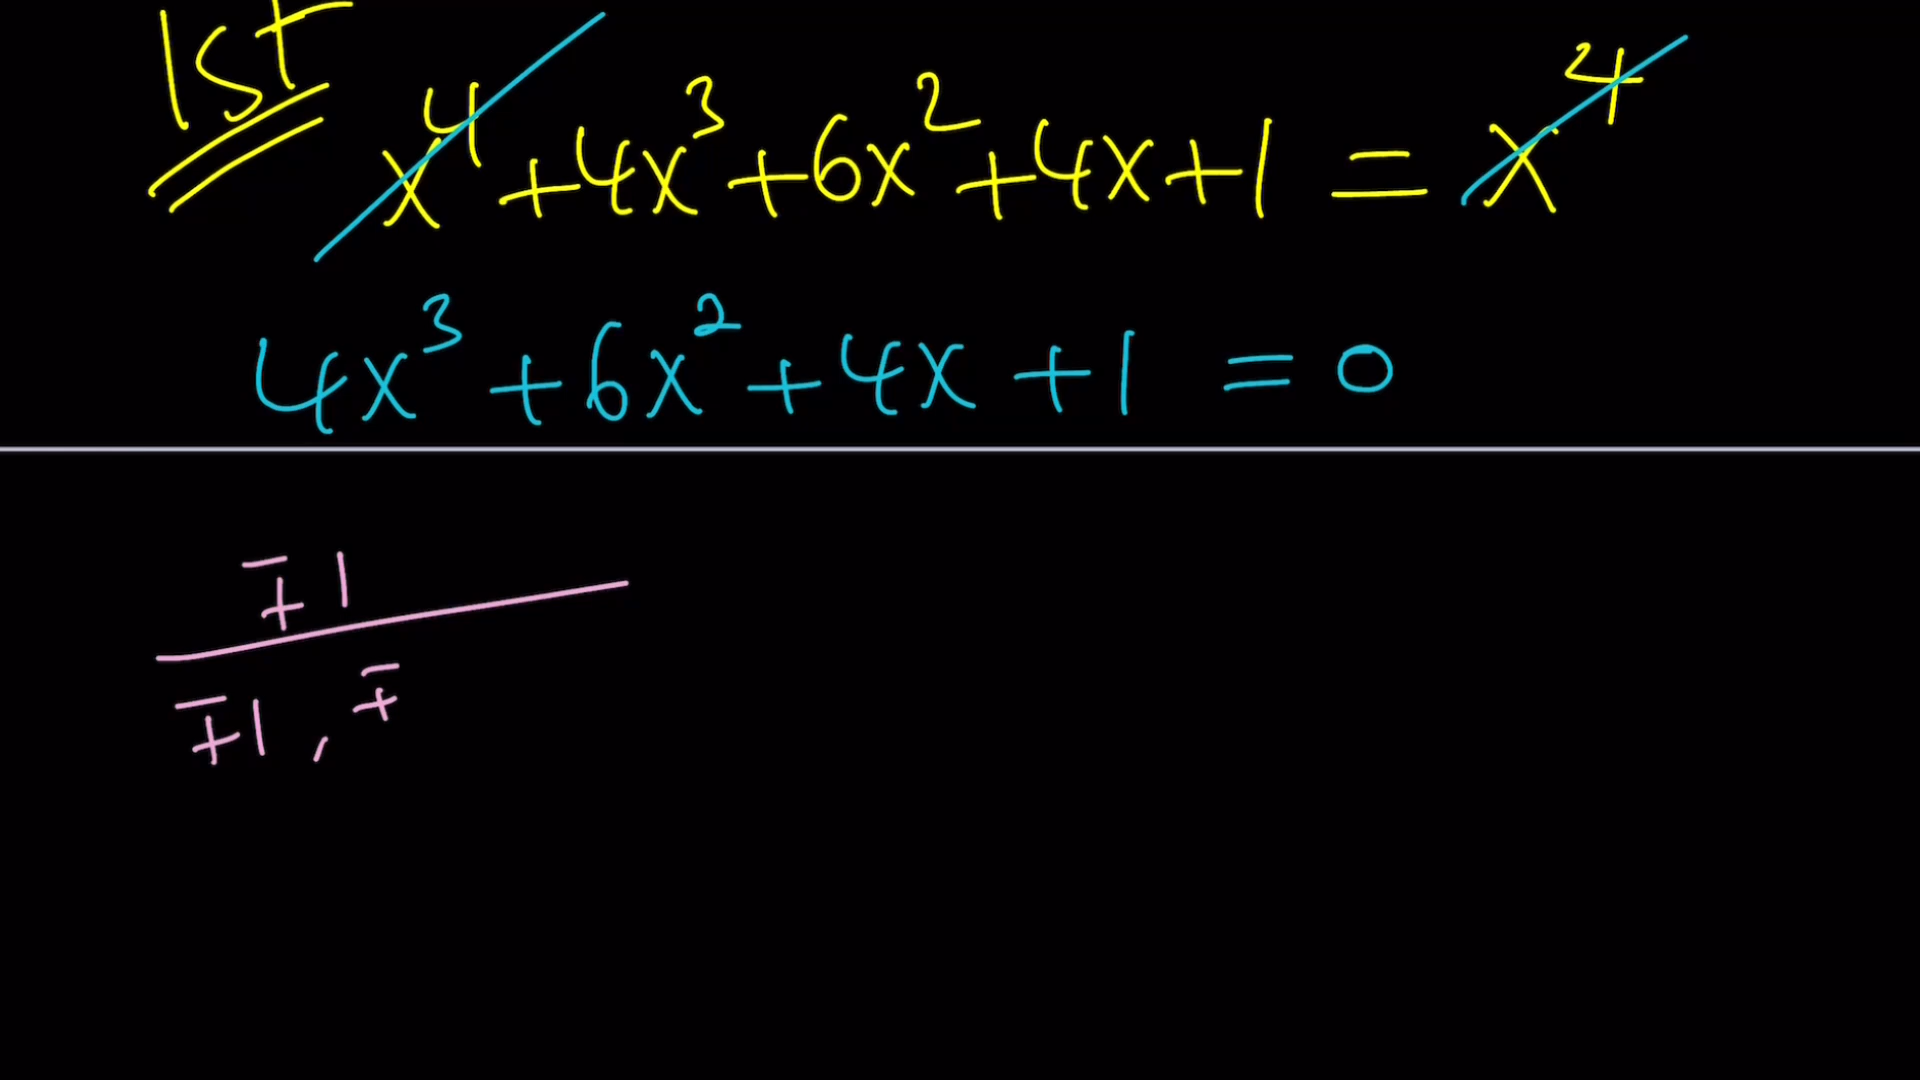 1st
x⁴ + 4x³ + 6x² + 4x + 1 = x⁴
4x³ + 6x² + 4x + 1 = 0
∓1
∓1 , ∓